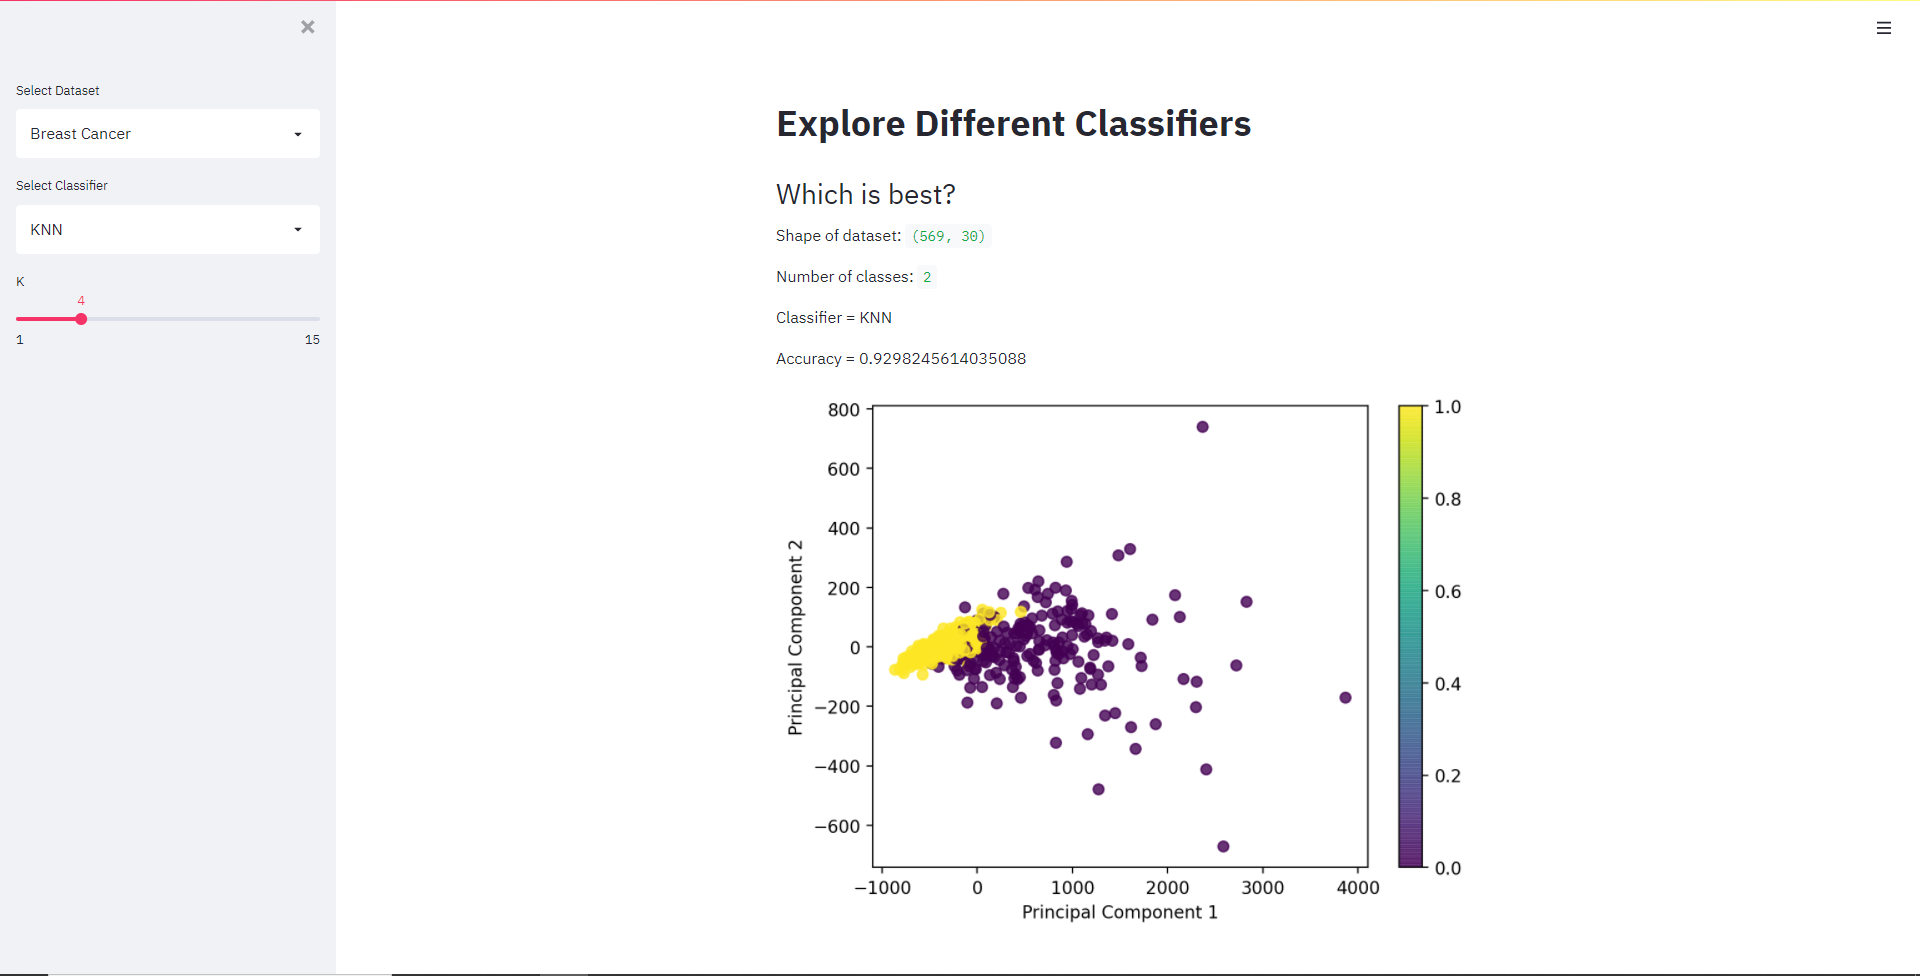 Select Dataset
Breast Cancer
Select Classifier
KNN
K
4
1 15
Explore Different Classifiers
Which is best?
Shape of dataset: (569, 30)
Number of classes: 2
Classifier = KNN
Accuracy = 0.9298245614035088
800
600
400
200
0
−200
−400
−600
Principal Component 2
−1000 0 1000 2000 3000 4000
Principal Component 1
1.0
0.8
0.6
0.4
0.2
0.0